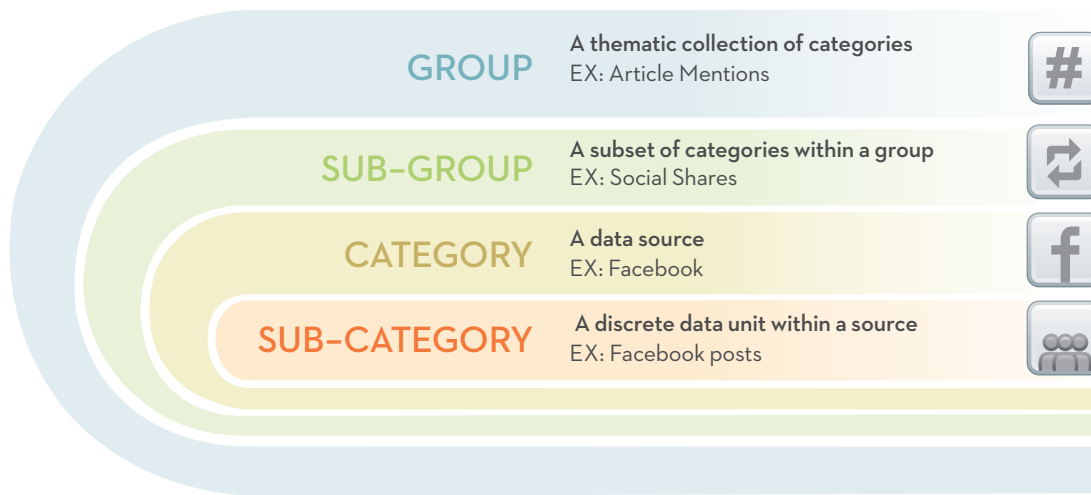 GROUP
A thematic collection of categories
EX: Article Mentions
#
SUB-GROUP
A subset of categories within a group
EX: Social Shares
CATEGORY
A data source
EX: Facebook
f
SUB-CATEGORY
A discrete data unit within a source
EX: Facebook posts